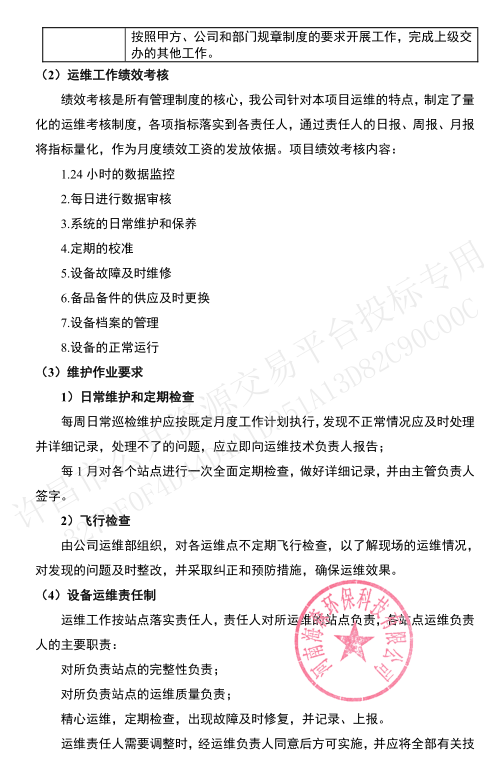 按照甲方、公司和部门规章制度的要求开展工作，完成上级交
办的其他工作。
（2）运维工作绩效考核
绩效考核是所有管理制度的核心，我公司针对本项目运维的特点，制定了量
化的运维考核制度，各项指标落实到各责任人，通过责任人的日报、周报、月报
将指标量化，作为月度绩效工资的发放依据。项目绩效考核内容：
1.24 小时的数据监控
2.每日进行数据审核
3.系统的日常维护和保养
4.定期的校准
5.设备故障及时维修
6.备品备件的供应及时更换
7.设备档案的管理
8.设备的正常运行
（3）维护作业要求
1）日常维护和定期检查
每周日常巡检维护应按既定月度工作计划执行，发现不正常情况应及时处理
并详细记录，处理不了的问题，应立即向运维技术负责人报告；
每 1 月对各个站点进行一次全面定期检查，做好详细记录，并由主管负责人
签字。
2）飞行检查
由公司运维部组织，对各运维点不定期飞行检查，以了解现场的运维情况，
对发现的问题及时整改，并采取纠正和预防措施，确保运维效果。
（4）设备运维责任制
运维工作按站点落实责任人，责任人对所运维的站点负责，各站点运维负责
人的主要职责：
对所负责站点的完整性负责；
对所负责站点的运维质量负责；
精心运维，定期检查，出现故障及时修复，并记录、上报。
运维责任人需要调整时，经运维负责人同意后方可实施，并应将全部有关技